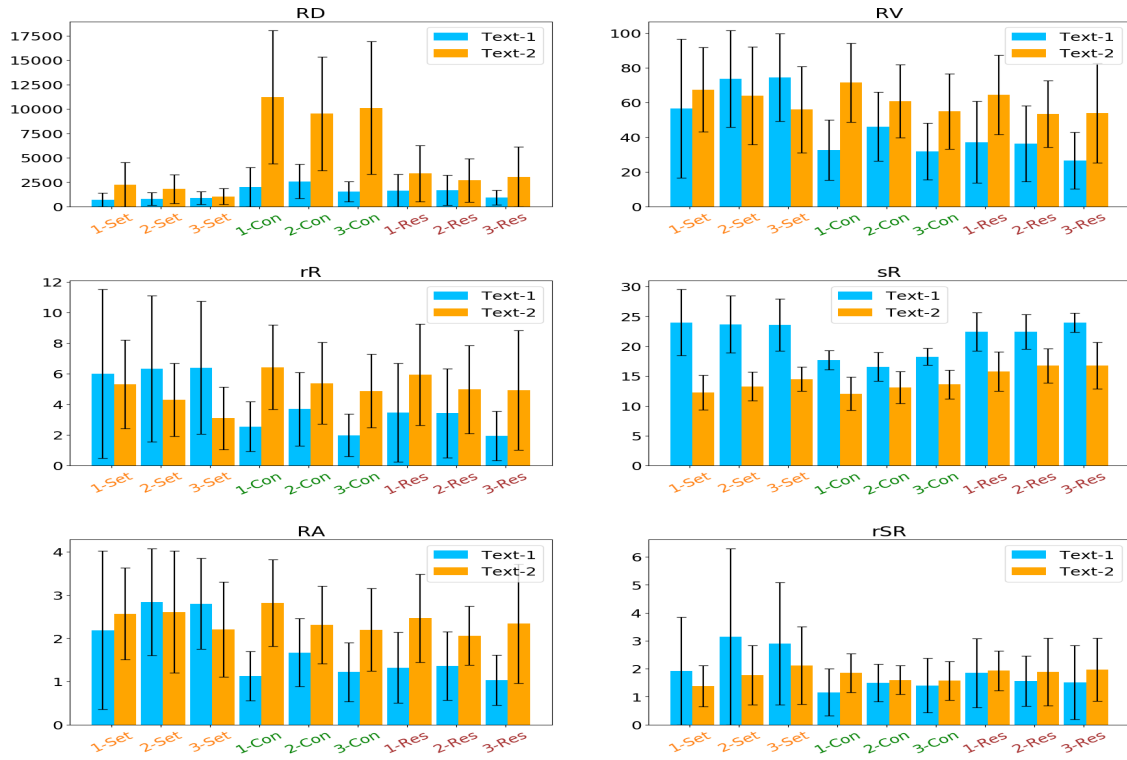 RD
17500
15000
12500
10000
7500
5000
2500
0
Text-1
Text-2
1-Set 2-Set 3-Set 1-Con 2-Con 3-Con 1-Res 2-Res 3-Res
RV
100
80
60
40
20
0
Text-1
Text-2
1-Set 2-Set 3-Set 1-Con 2-Con 3-Con 1-Res 2-Res 3-Res
rR
12
10
8
6
4
2
0
Text-1
Text-2
1-Set 2-Set 3-Set 1-Con 2-Con 3-Con 1-Res 2-Res 3-Res
sR
30
25
20
15
10
5
0
Text-1
Text-2
1-Set 2-Set 3-Set 1-Con 2-Con 3-Con 1-Res 2-Res 3-Res
RA
4
3
2
1
0
Text-1
Text-2
1-Set 2-Set 3-Set 1-Con 2-Con 3-Con 1-Res 2-Res 3-Res
rSR
6
5
4
3
2
1
0
Text-1
Text-2
1-Set 2-Set 3-Set 1-Con 2-Con 3-Con 1-Res 2-Res 3-Res